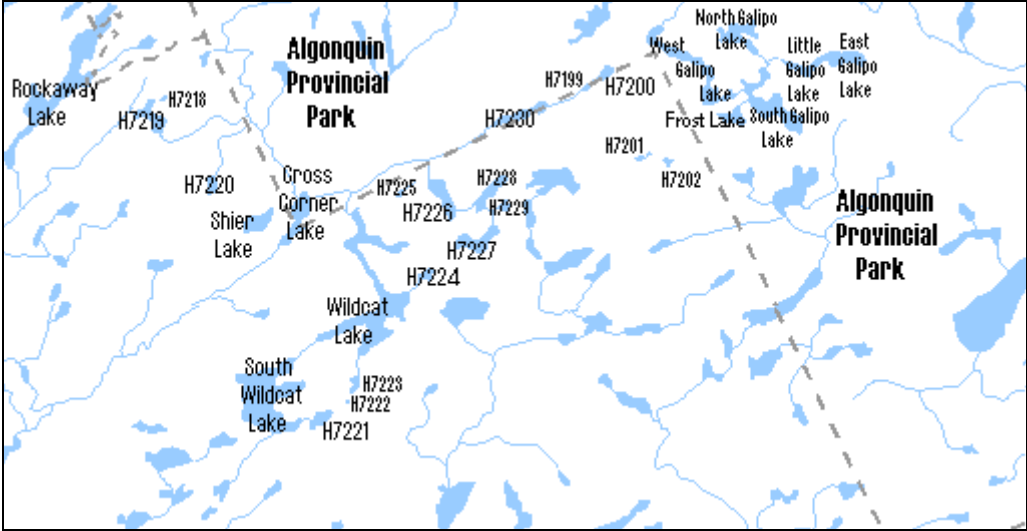 North Galipo
Lake
West
Galipo
Lake
Little
Galipo
Lake
East
Galipo
Lake
Algonquin
Provincial
Park
Rockaway
Lake
H7218
H7219
H7199
H7200
H7230
Frost Lake
South Galipo
Lake
H7201
H7202
H7220
Cross
Corner
Lake
H7225
H7228
H7226
H7229
Shier
Lake
Algonquin
Provincial
Park
H7227
H7224
Wildcat
Lake
South
Wildcat
Lake
H7223
H7222
H7221